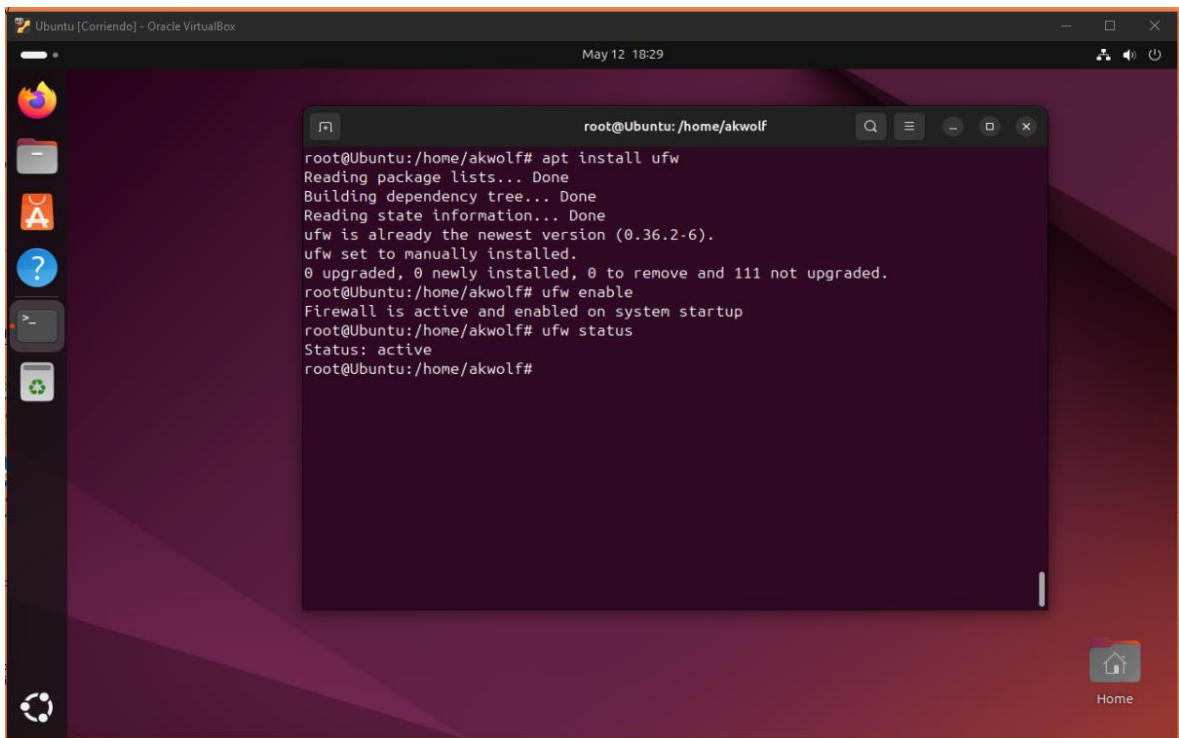 Ubuntu [Corriendo] - Oracle VirtualBox
May 12 18:29
root@Ubuntu: /home/akwolf
root@Ubuntu:/home/akwolf# apt install ufw
Reading package lists... Done
Building dependency tree... Done
Reading state information... Done
ufw is already the newest version (0.36.2-6).
ufw set to manually installed.
0 upgraded, 0 newly installed, 0 to remove and 111 not upgraded.
root@Ubuntu:/home/akwolf# ufw enable
Firewall is active and enabled on system startup
root@Ubuntu:/home/akwolf# ufw status
Status: active
root@Ubuntu:/home/akwolf#
Home